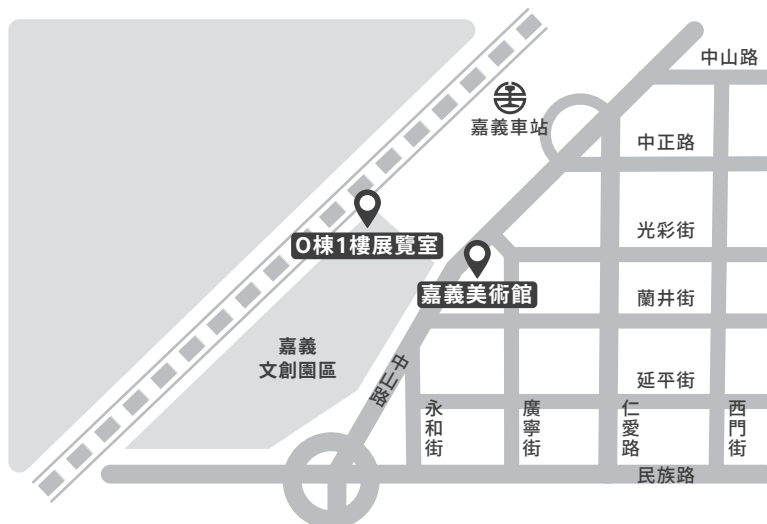 中山路
嘉義車站
中正路
O棟1樓展覽室
光彩街
嘉義美術館
蘭井街
嘉義
文創園區
中山路
延平街
永和街
廣寧街
仁愛路
西門街
民族路